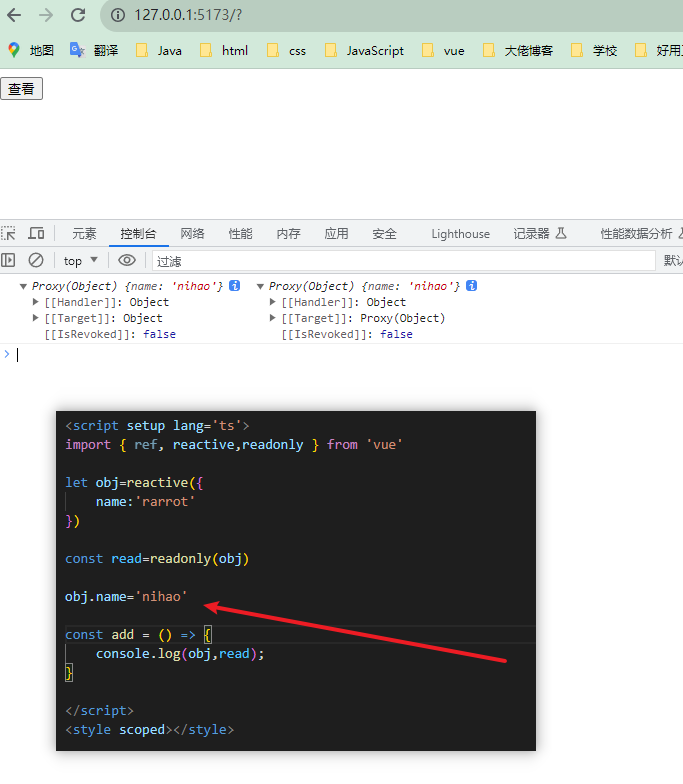 127.0.0.1:5173/?
地图 翻译 Java html css JavaScript vue 大佬博客 学校
查看
元素 控制台 网络 性能 内存 应用 安全 Lighthouse 记录器 性能数据分析
top 过滤
Proxy(Object) {name: 'nihao'} Proxy(Object) {name: 'nihao'}
[[Handler]]: Object [[Handler]]: Object
[[Target]]: Object [[Target]]: Proxy(Object)
[[IsRevoked]]: false [[IsRevoked]]: false
>
<script setup lang='ts'>
import { ref, reactive,readonly } from 'vue'
let obj=reactive({
name:'rarrot'
})
const read=readonly(obj)
obj.name='nihao'
const add = () => {
console.log(obj,read);
}
</script>
<style scoped></style>